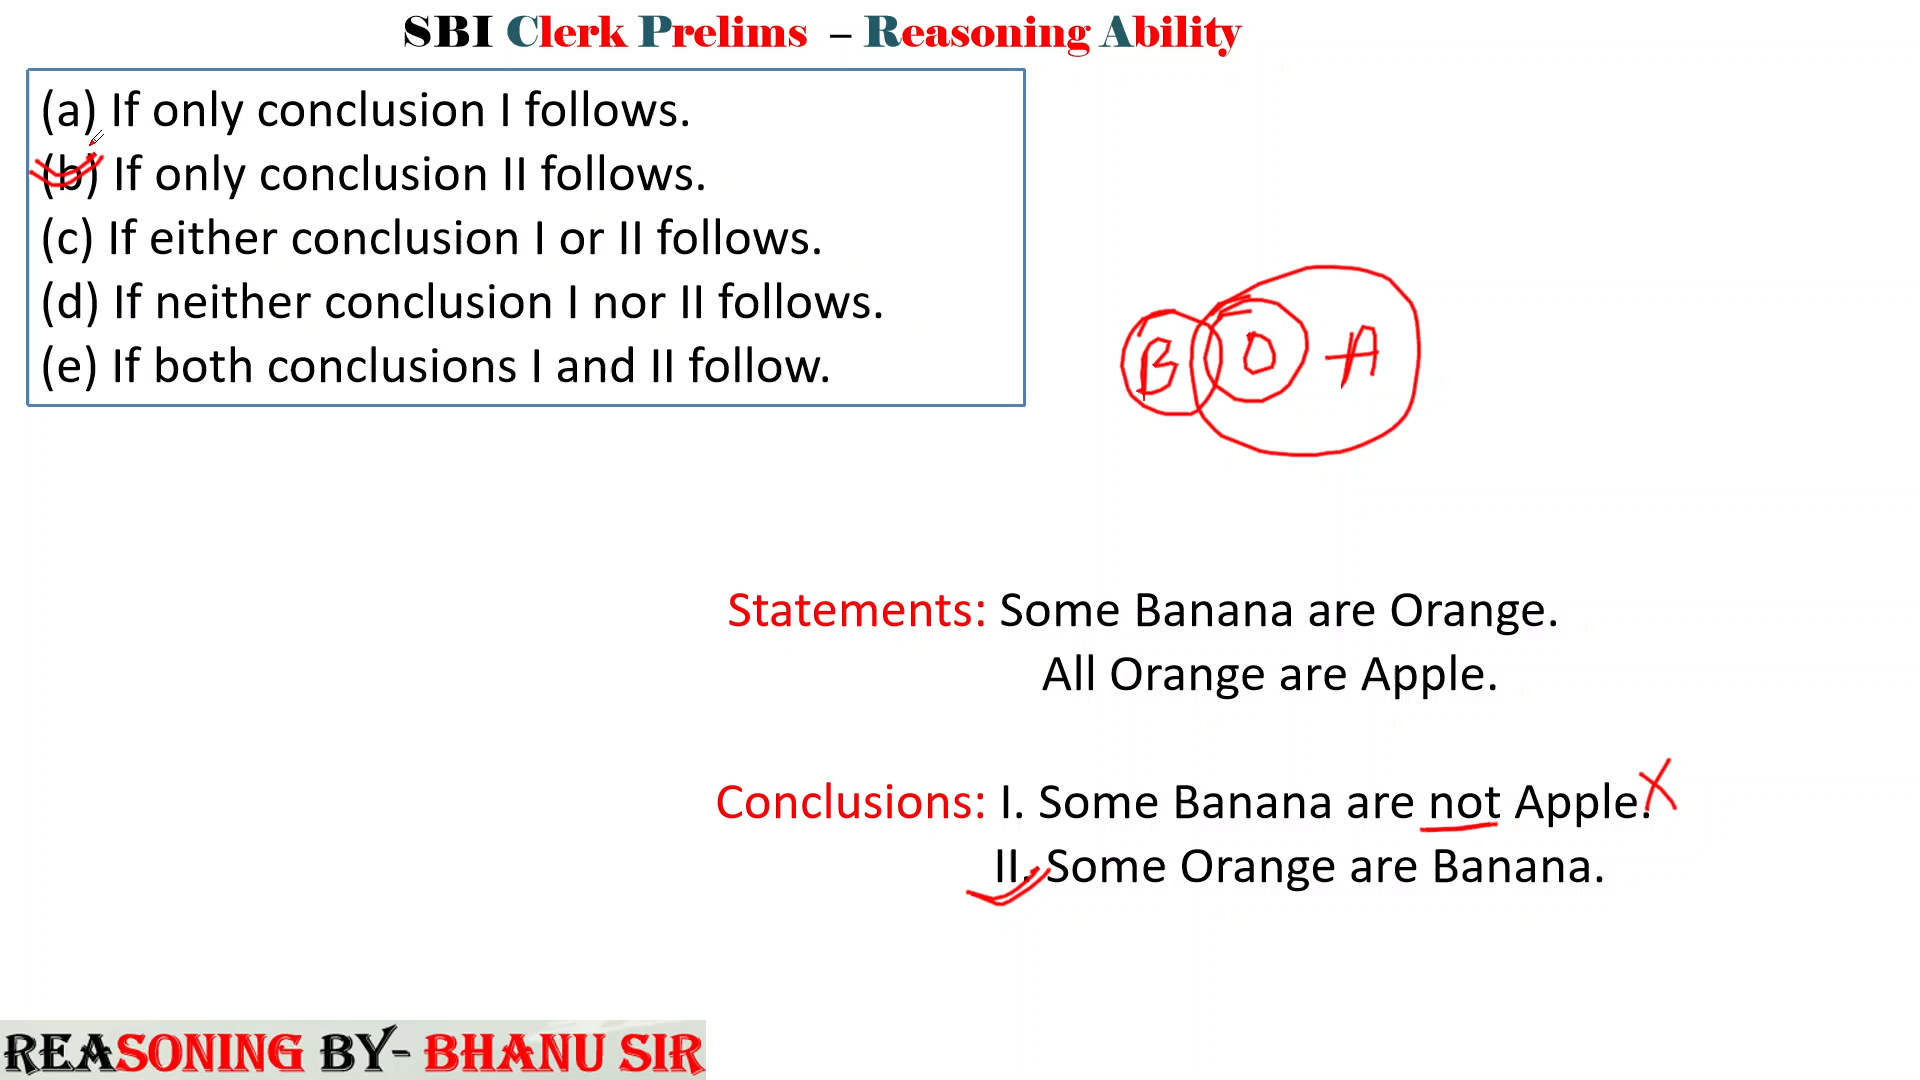 SBI Clerk Prelims – Reasoning Ability
(a) If only conclusion I follows.
(b) If only conclusion II follows.
(c) If either conclusion I or II follows.
(d) If neither conclusion I nor II follows.
(e) If both conclusions I and II follow.
B O A
Statements: Some Banana are Orange.
All Orange are Apple.
Conclusions: I. Some Banana are not Apple.
II. Some Orange are Banana.
REASONING BY- BHANU SIR